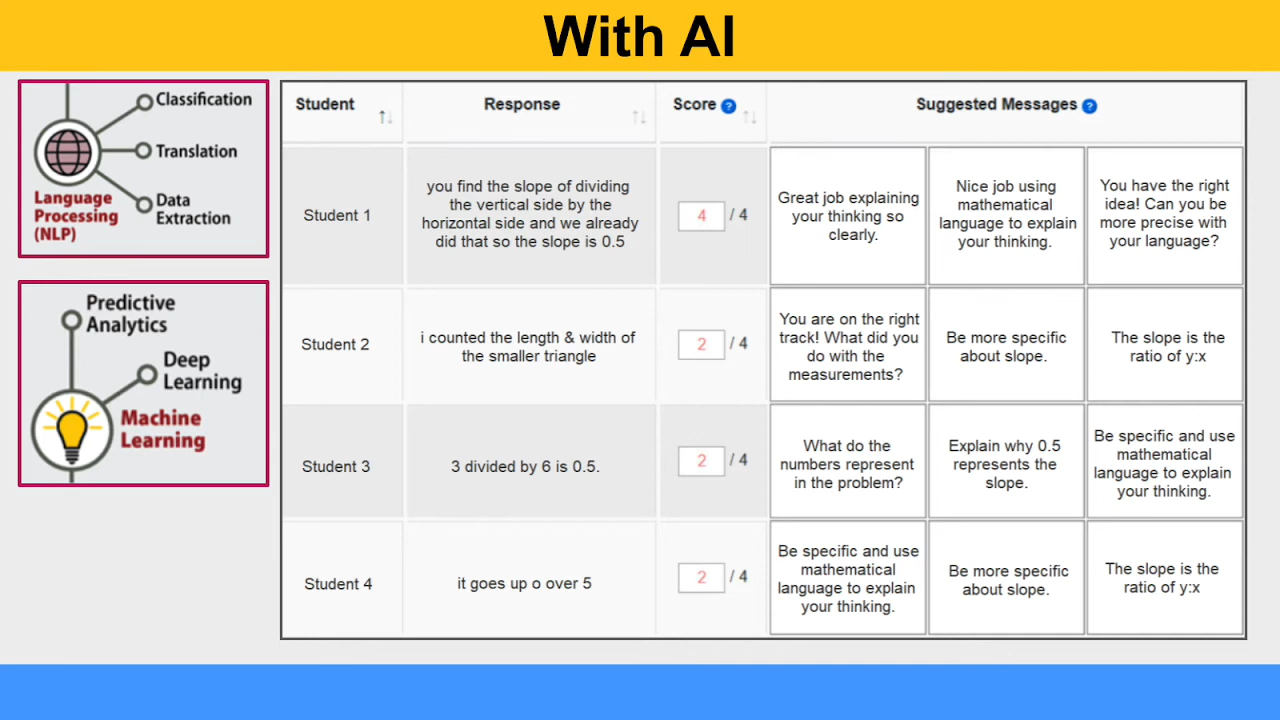 With AI
Classification
Translation
Data
Extraction
Language
Processing
(NLP)
Predictive
Analytics
Deep
Learning
Machine
Learning
Student
Response
Score ?
Suggested Messages ?
Student 1
you find the slope of dividing
the vertical side by the
horizontal side and we already
did that so the slope is 0.5
4 / 4
Great job explaining
your thinking so
clearly.
Nice job using
mathematical
language to explain
your thinking.
You have the right
idea! Can you be
more precise with
your language?
Student 2
i counted the length & width of
the smaller triangle
2 / 4
You are on the right
track! What did you
do with the
measurements?
Be more specific
about slope.
The slope is the
ratio of y:x
Student 3
3 divided by 6 is 0.5.
2 / 4
What do the
numbers represent
in the problem?
Explain why 0.5
represents the
slope.
Be specific and use
mathematical
language to explain
your thinking.
Student 4
it goes up o over 5
2 / 4
Be specific and use
mathematical
language to explain
your thinking.
Be more specific
about slope.
The slope is the
ratio of y:x